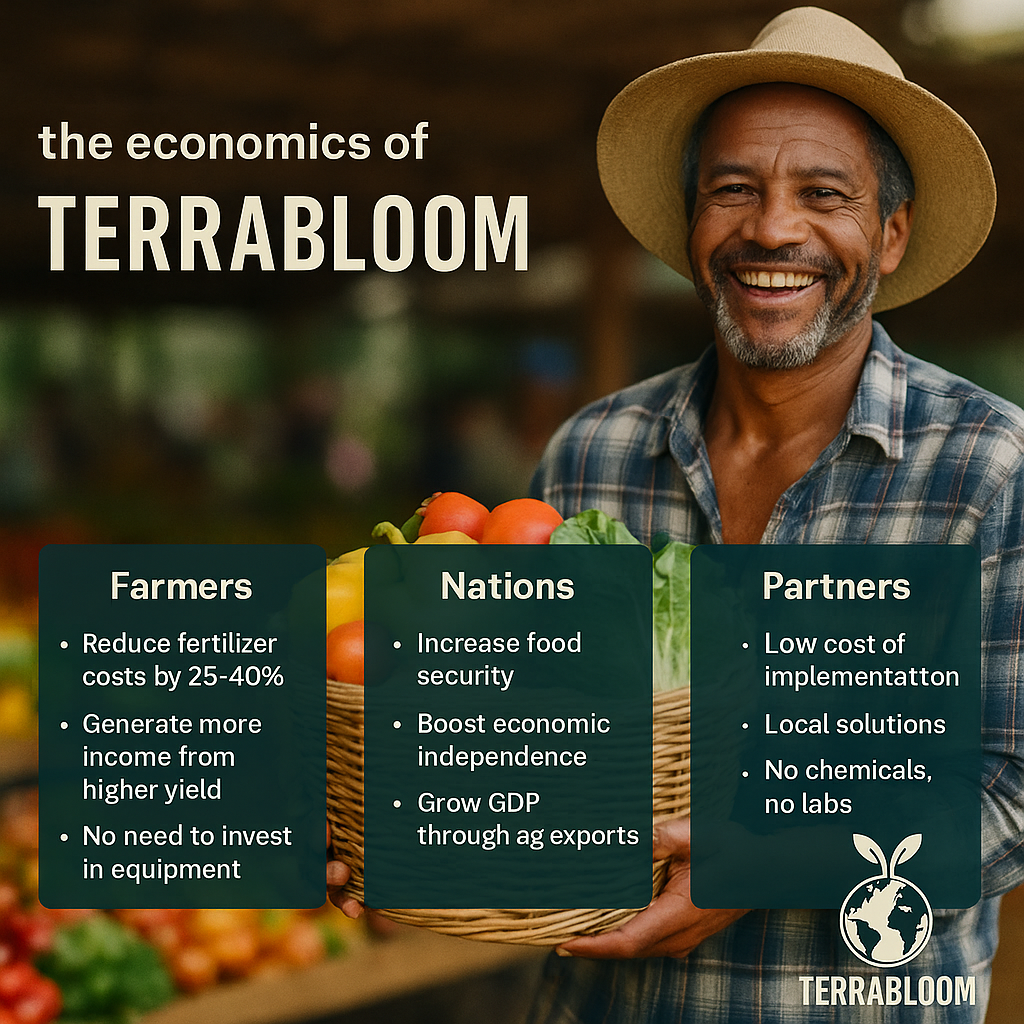 the economics of
TERRABLOOM
Farmers
• Reduce fertilizer
costs by 25-40%
• Generate more
income from
higher yield
• No need to invest
in equipment
Nations
• Increase food
security
• Boost economic
independence
• Grow GDP
through ag exports
Partners
• Low cost of
implementatton
• Local solutions
• No chemicals,
no labs
TERRABLOOM